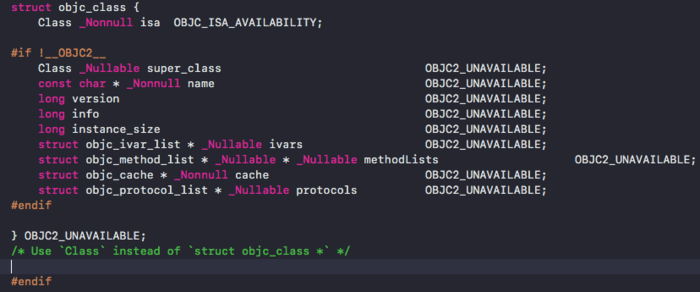 struct objc_class {
    Class _Nonnull isa  OBJC_ISA_AVAILABILITY;
#if !__OBJC2__
    Class _Nullable super_class                              OBJC2_UNAVAILABLE;
    const char * _Nonnull name                               OBJC2_UNAVAILABLE;
    long version                                             OBJC2_UNAVAILABLE;
    long info                                                OBJC2_UNAVAILABLE;
    long instance_size                                       OBJC2_UNAVAILABLE;
    struct objc_ivar_list * _Nullable ivars                  OBJC2_UNAVAILABLE;
    struct objc_method_list * _Nullable * _Nullable methodLists                    OBJC2_UNAVAILABLE;
    struct objc_cache * _Nonnull cache                       OBJC2_UNAVAILABLE;
    struct objc_protocol_list * _Nullable protocols          OBJC2_UNAVAILABLE;
#endif
} OBJC2_UNAVAILABLE;
/* Use `Class` instead of `struct objc_class *` */
#endif